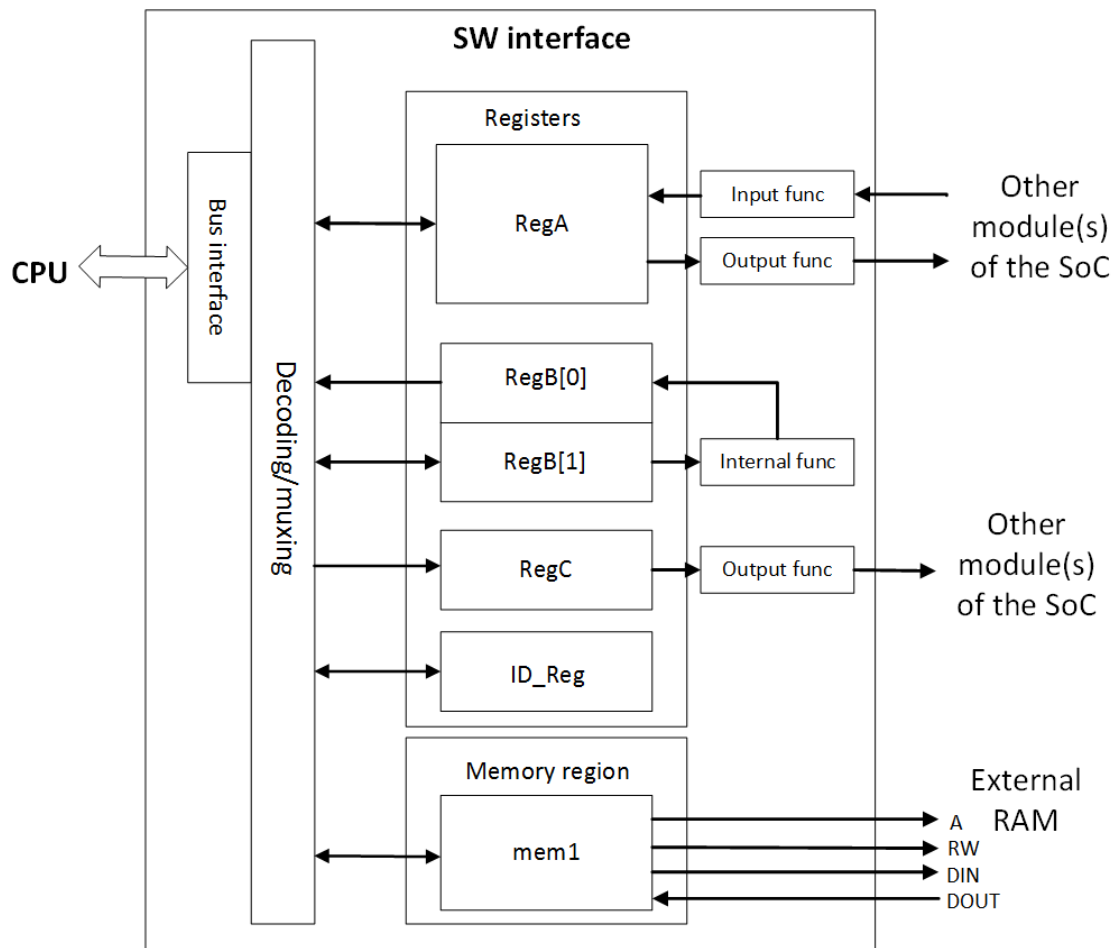 SW interface
Registers
RegA
Input func
Output func
Other
module(s)
of the SoC
CPU
Bus interface
Decoding/muxing
RegB[0]
RegB[1]
Internal func
RegC
Output func
Other
module(s)
of the SoC
ID_Reg
Memory region
mem1
External
RAM
A
RW
DIN
DOUT